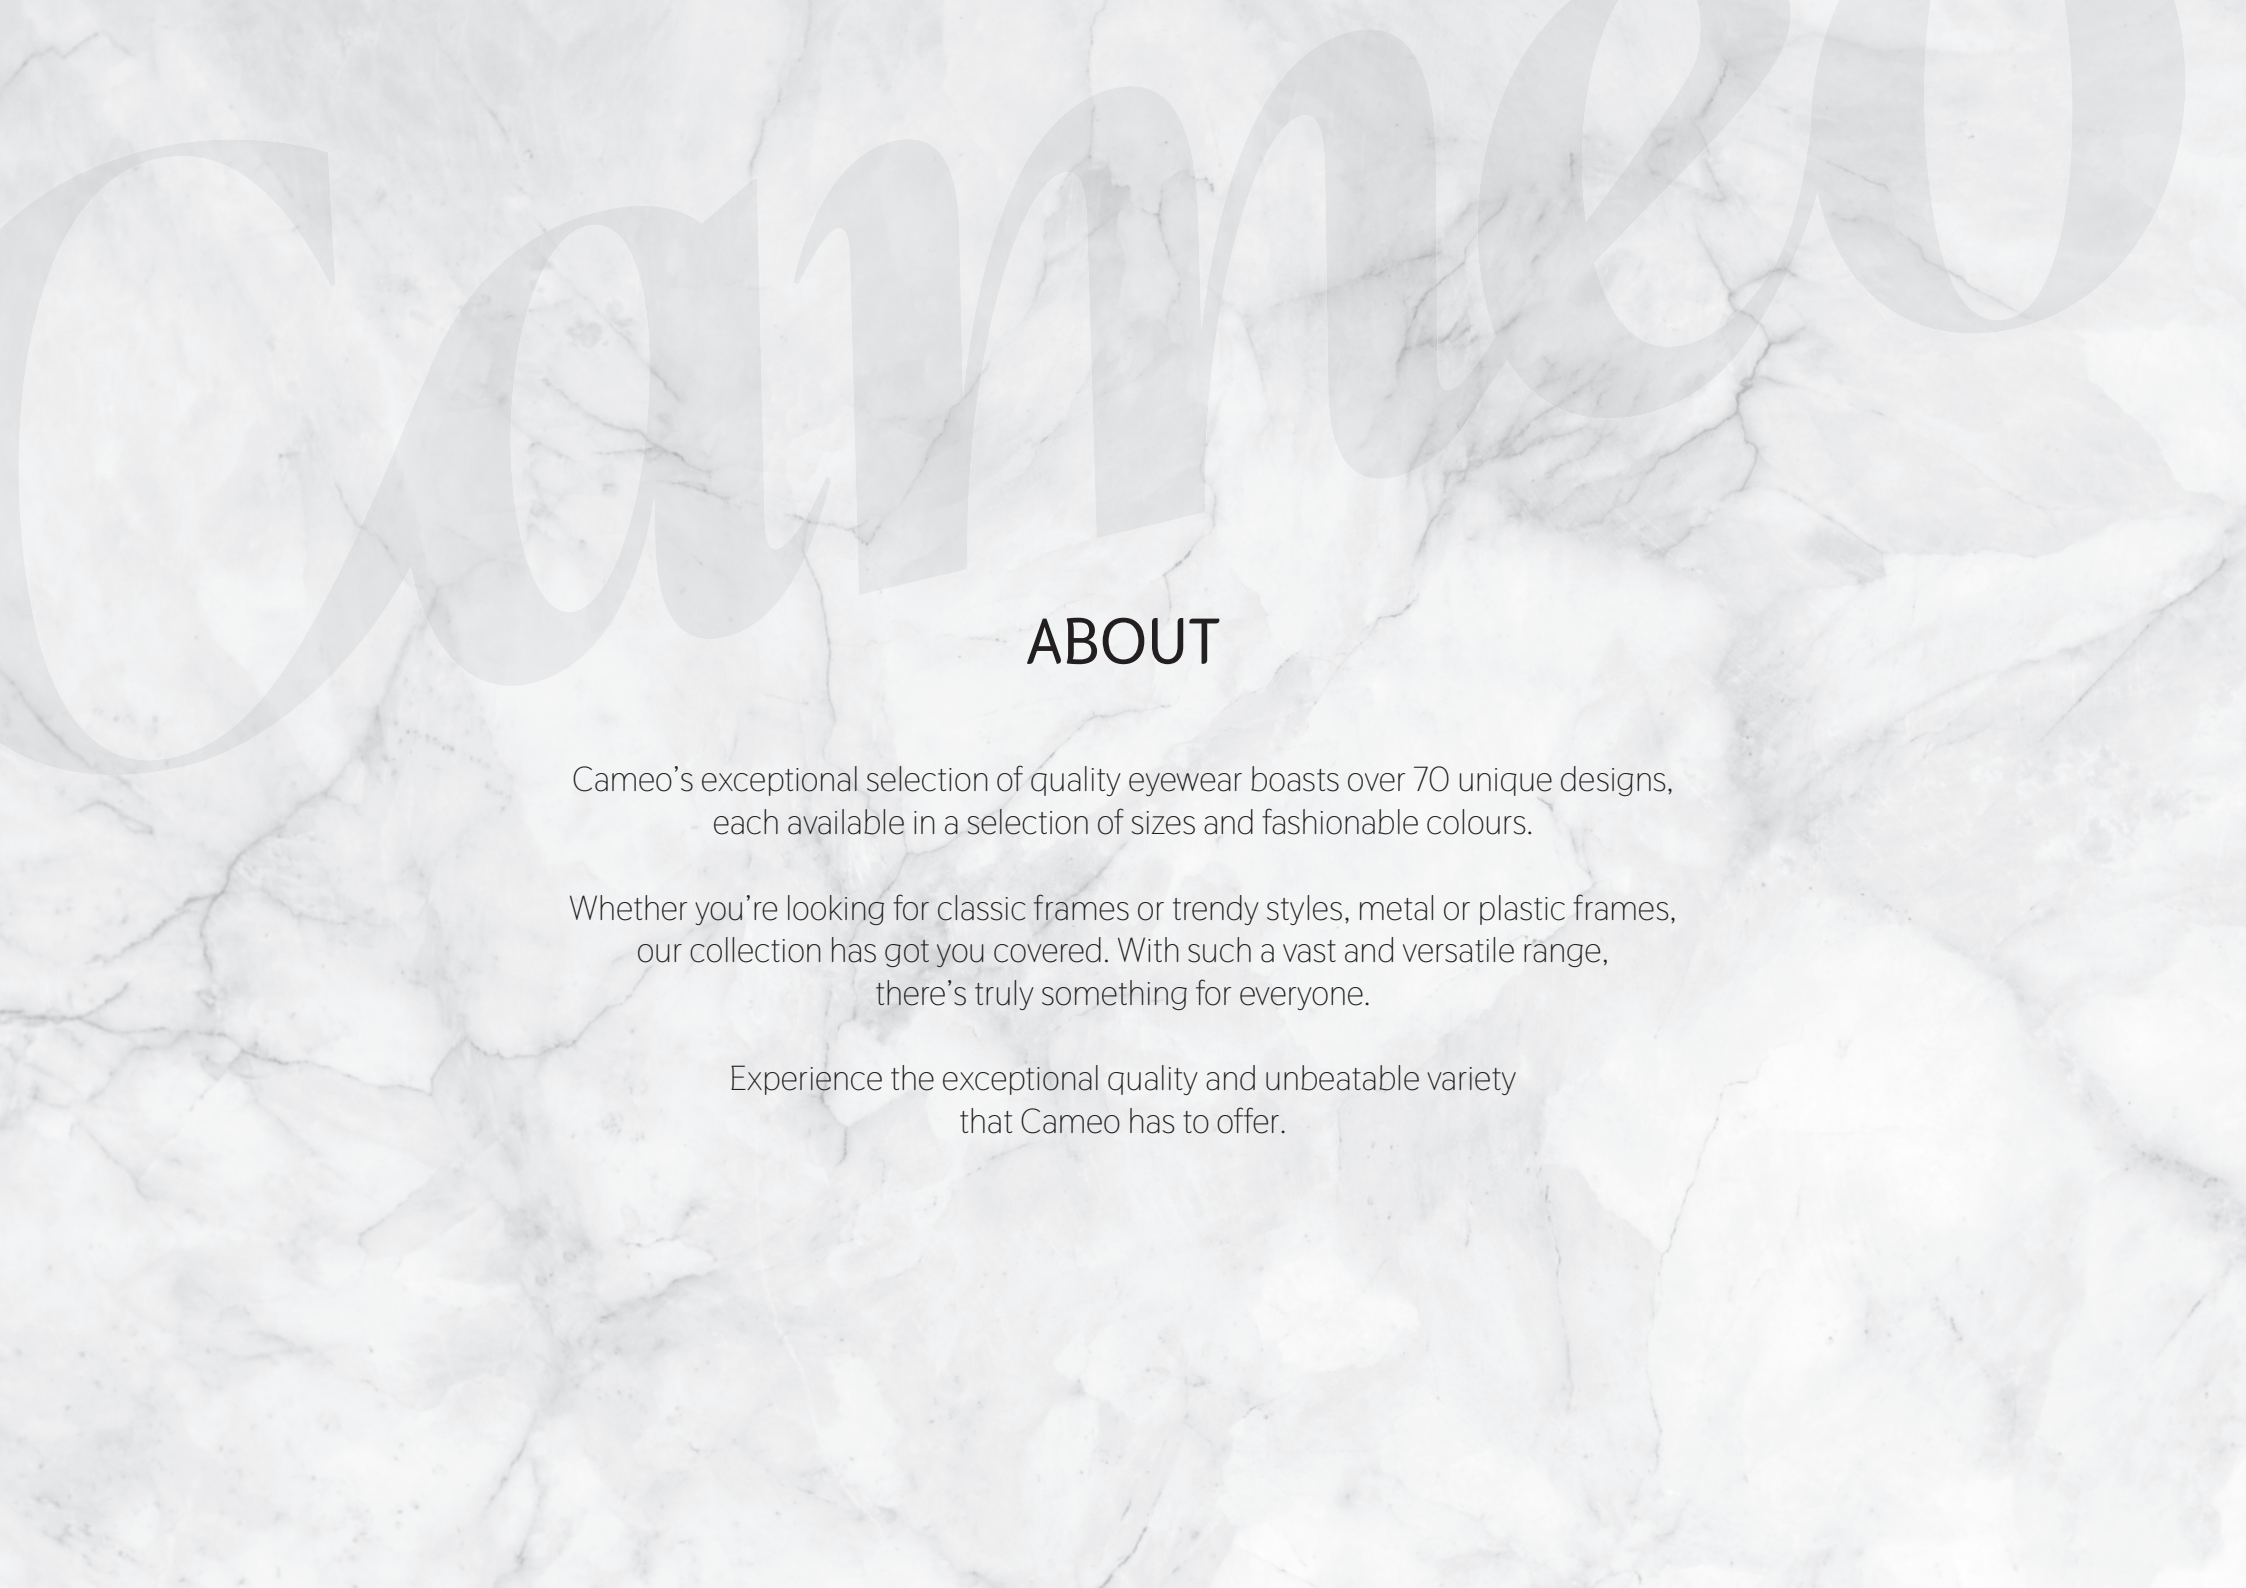 Cameo
ABOUT
Cameo’s exceptional selection of quality eyewear boasts over 70 unique designs,
each available in a selection of sizes and fashionable colours.
Whether you’re looking for classic frames or trendy styles, metal or plastic frames,
our collection has got you covered. With such a vast and versatile range,
there’s truly something for everyone.
Experience the exceptional quality and unbeatable variety
that Cameo has to offer.